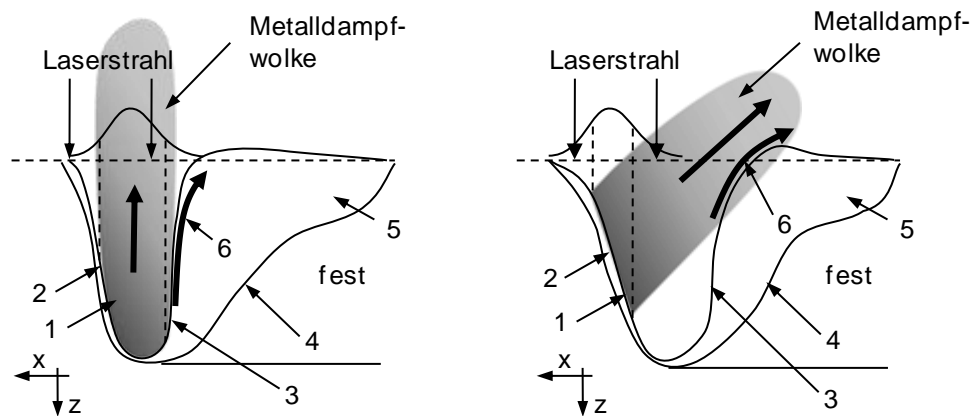 Metalldampf-
wolke
Laserstrahl
5
6
2
fest
1
4
x
3
z
Metalldampf-
wolke
Laserstrahl
6
5
2
fest
1
4
x
3
z